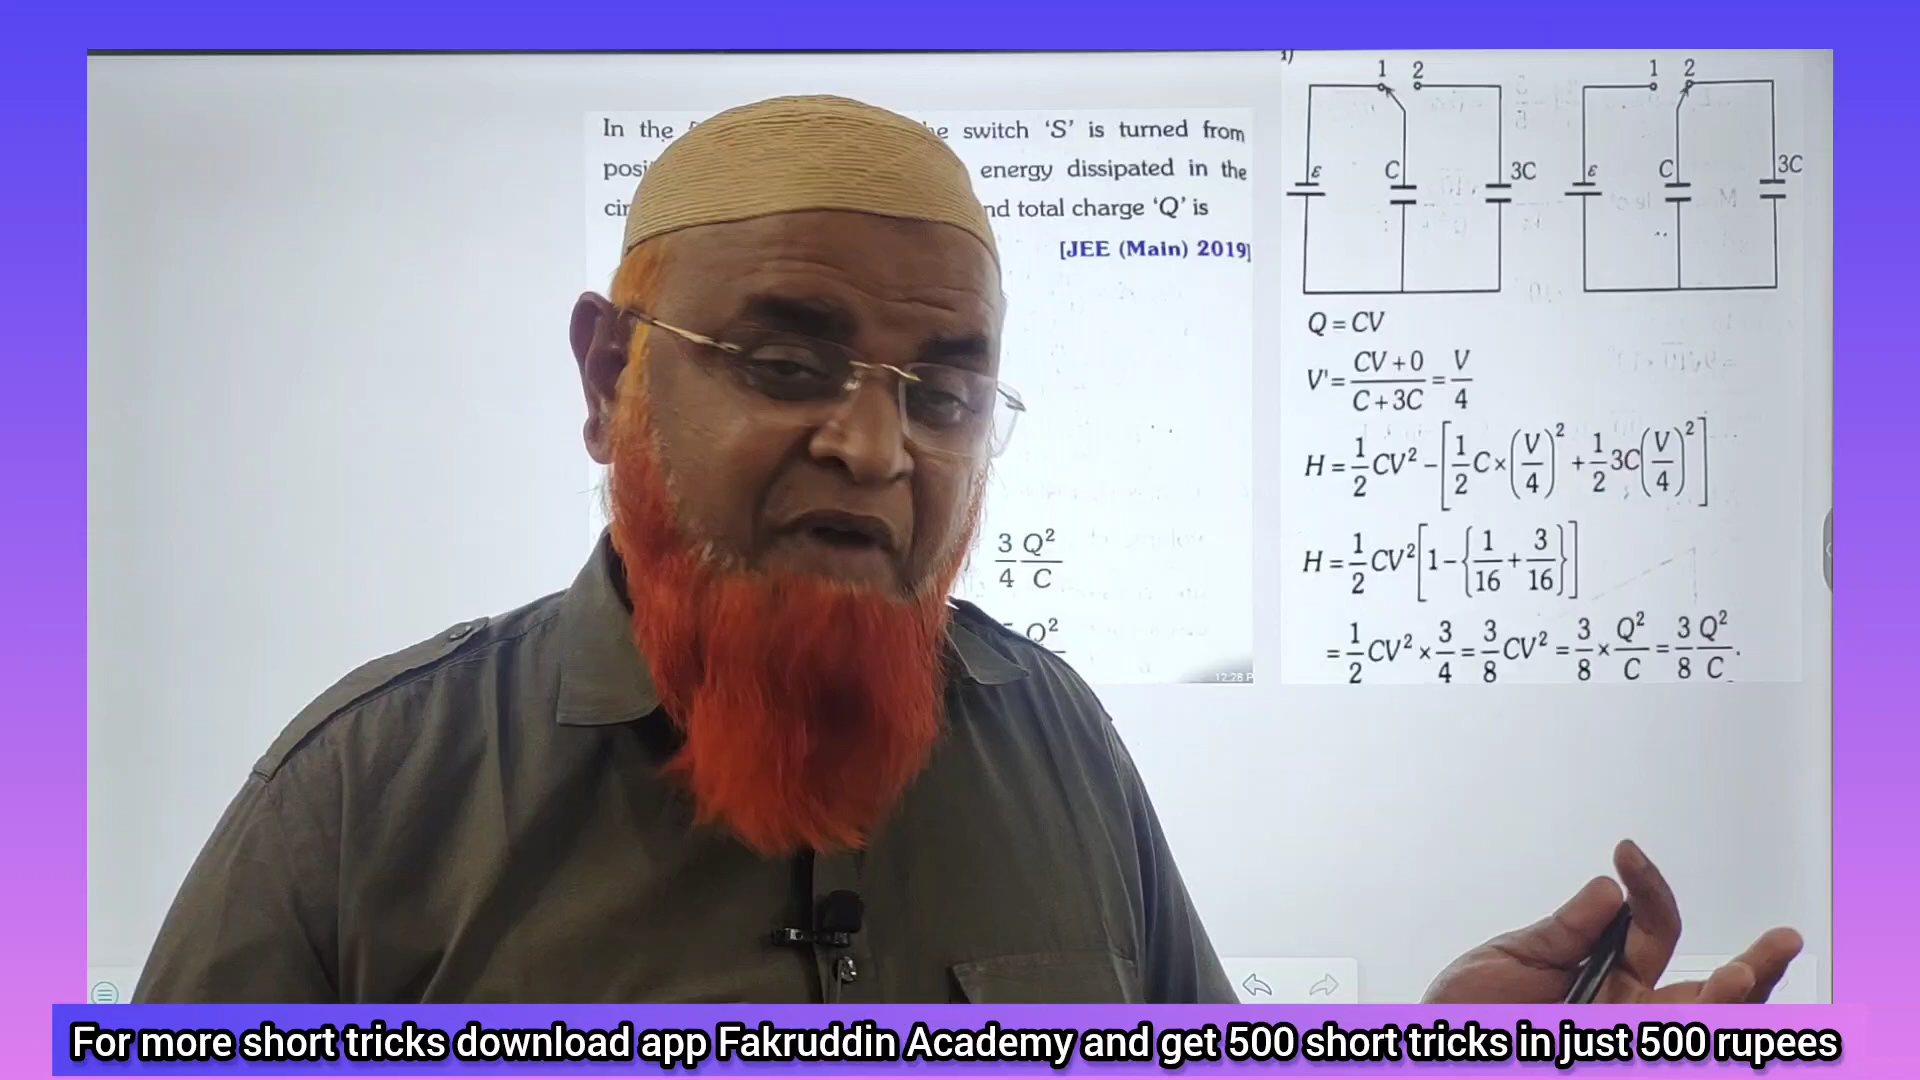 In the he switch ‘S’ is turned from
energy dissipated in the
nd total charge ‘Q’ is
[JEE (Main) 2019]
3/4 Q²/C
Q²
12:28 P
1 2
ε C 3C
1 2
ε C 3C
Q = CV
V' = (CV + 0)/(C + 3C) = V/4
H = 1/2 CV² − [1/2 C × (V/4)² + 1/2 3C (V/4)²]
H = 1/2 CV² [1 − {1/16 + 3/16}]
= 1/2 CV² × 3/4 = 3/8 CV² = 3/8 × Q²/C = 3/8 Q²/C.
For more short tricks download app Fakruddin Academy and get 500 short tricks in just 500 rupees